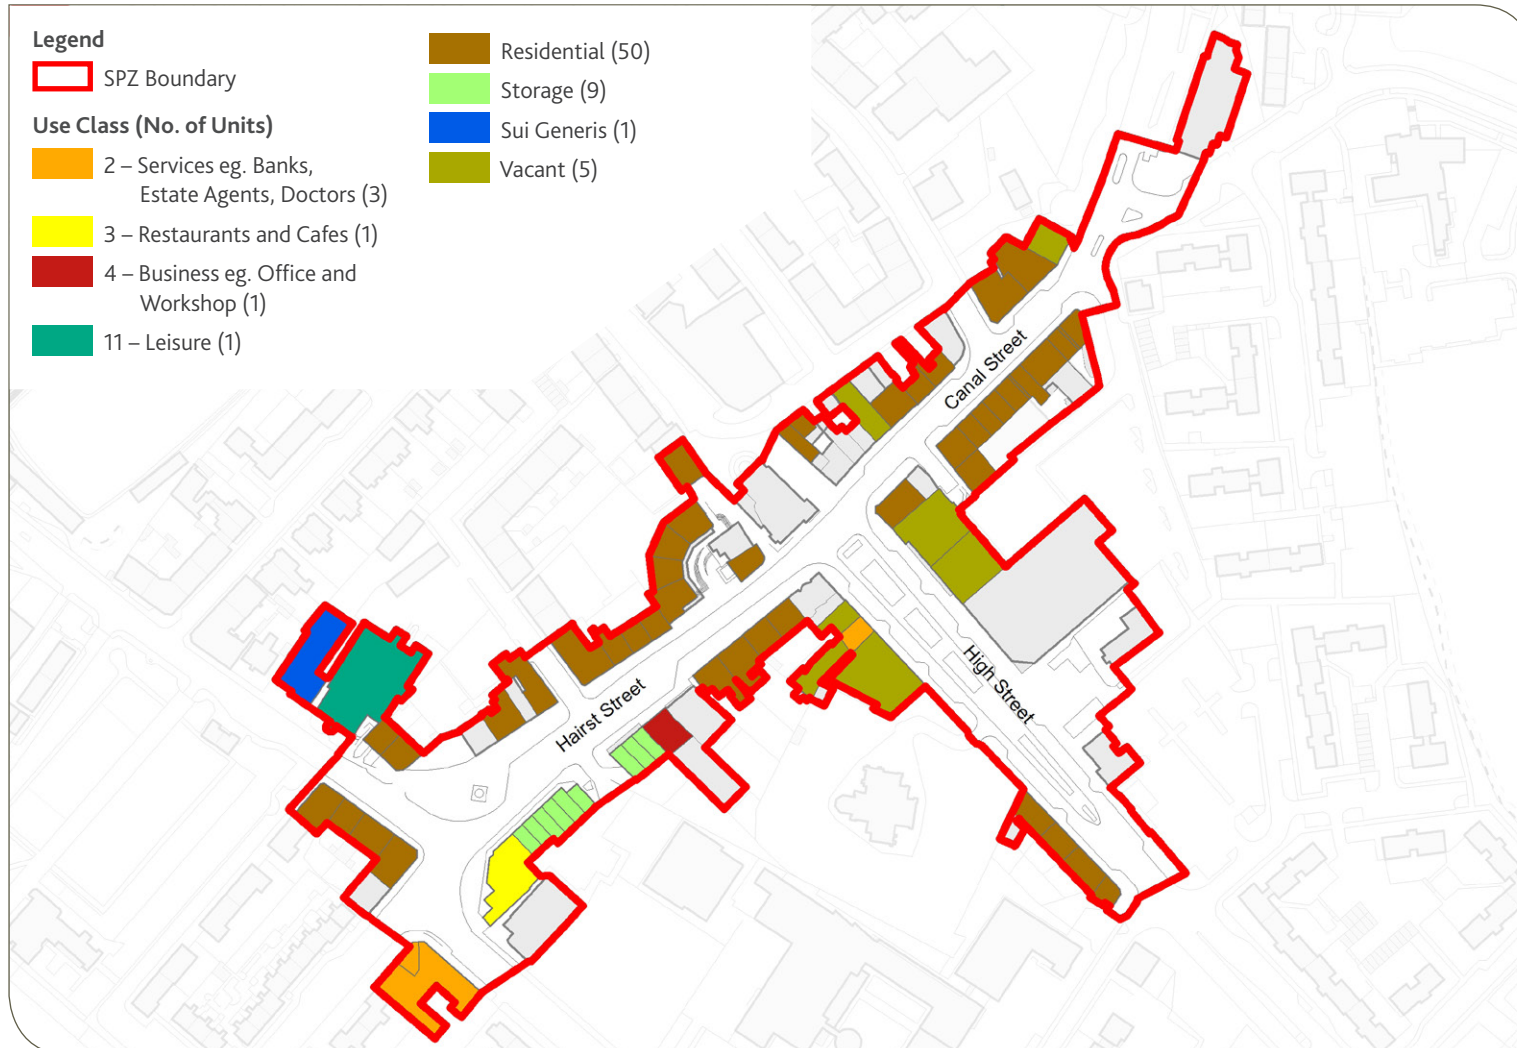 Legend
SPZ Boundary
Use Class (No. of Units)
2 – Services eg. Banks,
Estate Agents, Doctors (3)
3 – Restaurants and Cafes (1)
4 – Business eg. Office and
Workshop (1)
11 – Leisure (1)
Residential (50)
Storage (9)
Sui Generis (1)
Vacant (5)
Canal Street
High Street
Hairst Street